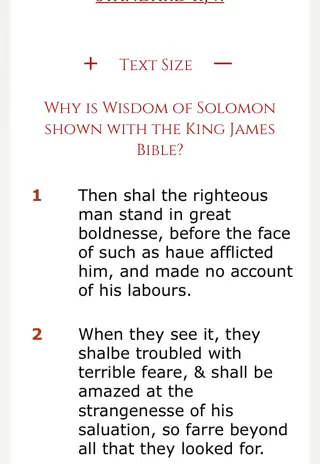 + Text Size —
Why is Wisdom of Solomon
shown with the King James
Bible?
1 Then shal the righteous
man stand in great
boldnesse, before the face
of such as haue afflicted
him, and made no account
of his labours.
2 When they see it, they
shalbe troubled with
terrible feare, & shall be
amazed at the
strangenesse of his
saluation, so farre beyond
all that they looked for.